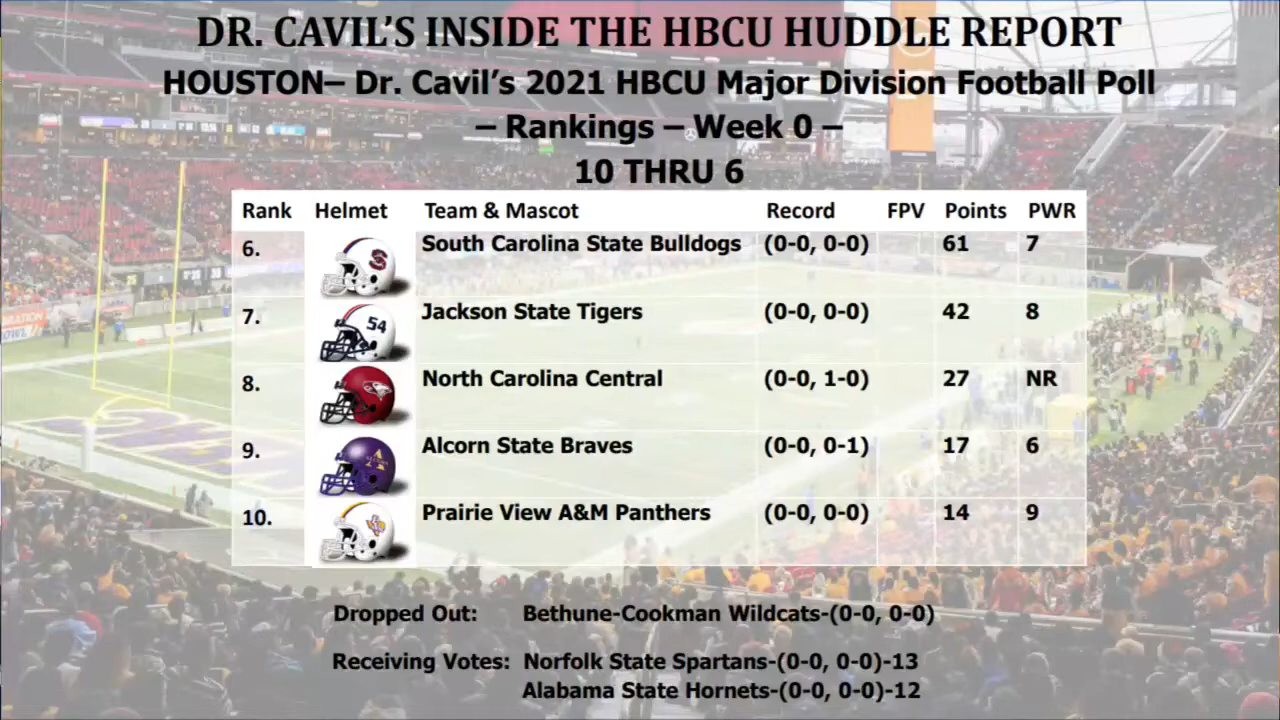 DR. CAVIL'S INSIDE THE HBCU HUDDLE REPORT
HOUSTON– Dr. Cavil's 2021 HBCU Major Division Football Poll
– Rankings – Week 0 –
10 THRU 6
Rank Helmet Team & Mascot Record FPV Points PWR
6. S South Carolina State Bulldogs (0-0, 0-0) 61 7
7. 54 Jackson State Tigers (0-0, 0-0) 42 8
8. North Carolina Central (0-0, 1-0) 27 NR
9. A Alcorn State Braves (0-0, 0-1) 17 6
10. Prairie View A&M Panthers (0-0, 0-0) 14 9
Dropped Out: Bethune-Cookman Wildcats-(0-0, 0-0)
Receiving Votes: Norfolk State Spartans-(0-0, 0-0)-13
Alabama State Hornets-(0-0, 0-0)-12